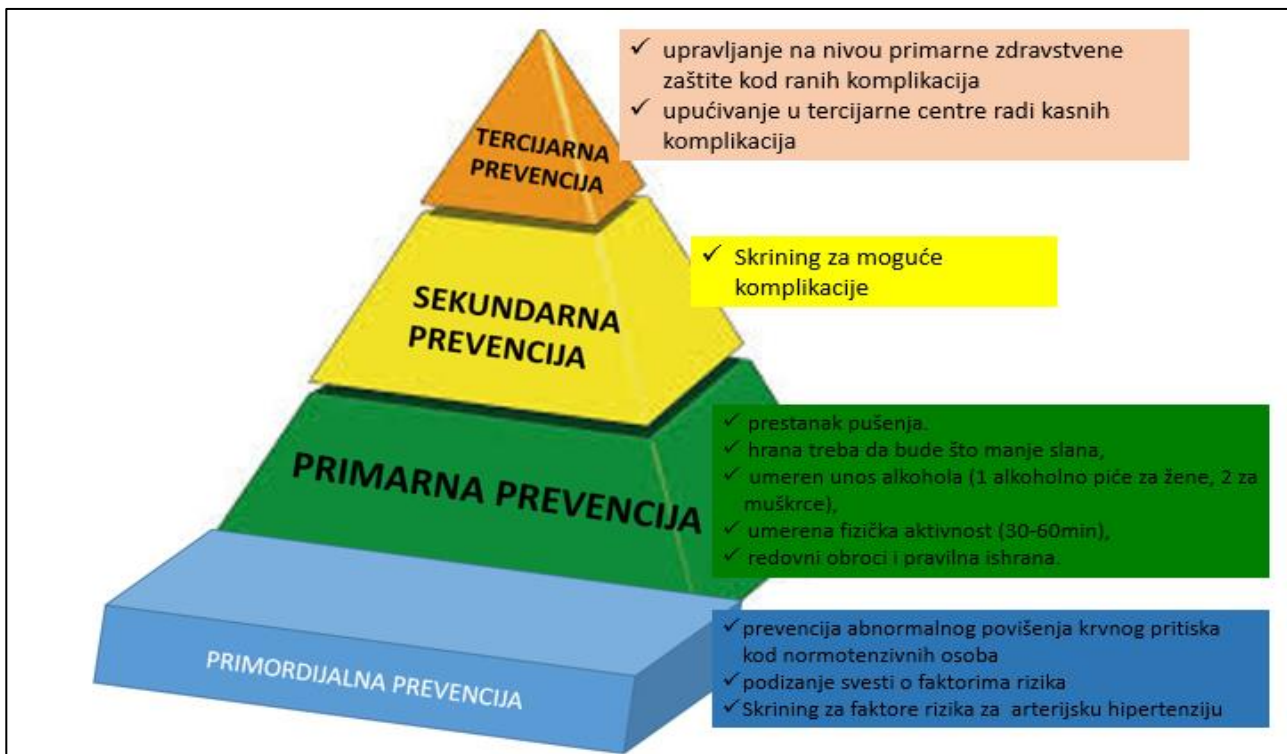 ✓ upravljanje na nivou primarne zdravstvene
zaštite kod ranih komplikacija
✓ upućivanje u tercijarne centre radi kasnih
komplikacija
TERCIJARNA
PREVENCIJA
✓ Skrining za moguće
komplikacije
SEKUNDARNA
PREVENCIJA
✓ prestanak pušenja.
✓ hrana treba da bude što manje slana,
✓ umeren unos alkohola (1 alkoholno piće za žene, 2 za
muškrce),
✓ umerena fizička aktivnost (30-60min),
✓ redovni obroci i pravilna ishrana.
PRIMARNA PREVENCIJA
✓ prevencija abnormalnog povišenja krvnog pritiska
kod normotenzivnih osoba
✓ podizanje svesti o faktorima rizika
✓ Skrining za faktore rizika za arterijsku hipertenziju
PRIMORDIJALNA PREVENCIJA